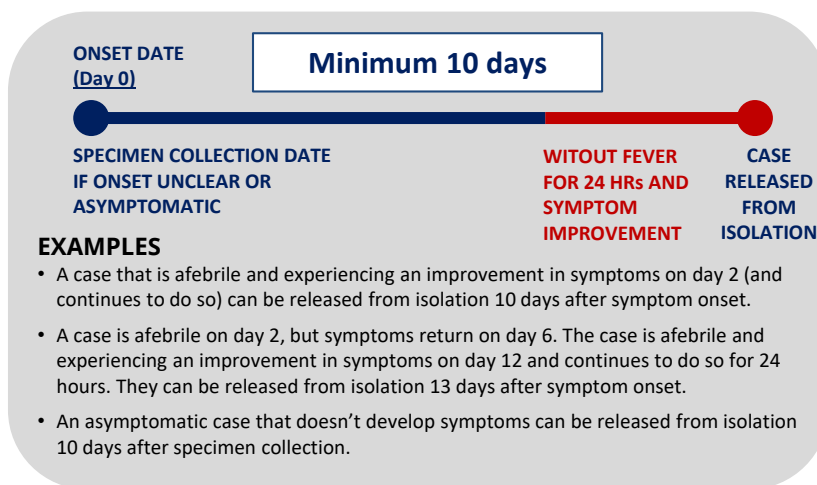 ONSET DATE
(Day 0)
Minimum 10 days
SPECIMEN COLLECTION DATE
IF ONSET UNCLEAR OR
ASYMPTOMATIC
WITOUT FEVER
FOR 24 HRs AND
SYMPTOM
IMPROVEMENT
CASE
RELEASED
FROM
ISOLATION
EXAMPLES
• A case that is afebrile and experiencing an improvement in symptoms on day 2 (and
continues to do so) can be released from isolation 10 days after symptom onset.
• A case is afebrile on day 2, but symptoms return on day 6. The case is afebrile and
experiencing an improvement in symptoms on day 12 and continues to do so for 24
hours. They can be released from isolation 13 days after symptom onset.
• An asymptomatic case that doesn’t develop symptoms can be released from isolation
10 days after specimen collection.